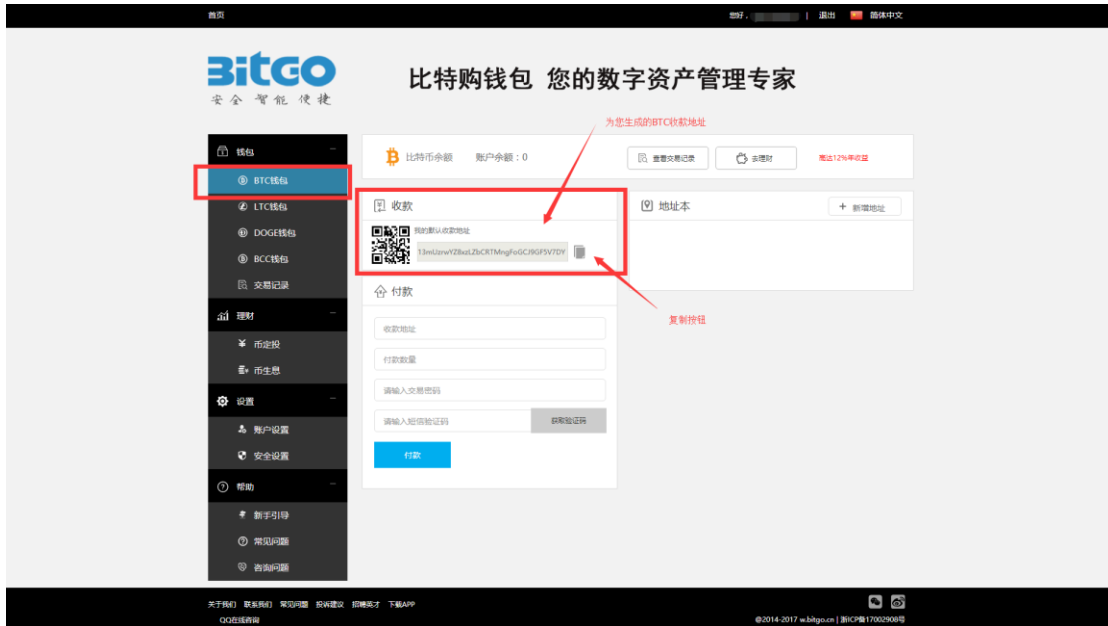 首页
您好，
|
退出
简体中文
BitGO
安全 智能 便捷
比特购钱包 您的数字资产管理专家
为您生成的BTC收款地址
钱包
BTC钱包
LTC钱包
DOGE钱包
BCC钱包
交易记录
理财
币定投
币生息
设置
账户设置
安全设置
帮助
新手引导
常见问题
咨询问题
比特币余额 账户余额：0
查看交易记录
去理财
高达12%年收益
收款
我的默认收款地址
复制按钮
付款
收款地址
付款数量
请输入交易密码
请输入短信验证码
获取验证码
付款
地址本
+ 新增地址
关于我们 联系我们 常见问题 投诉建议 招聘英才 下载APP
QQ在线咨询
©2014-2017 w.bitgo.cn | 浙ICP备17002908号